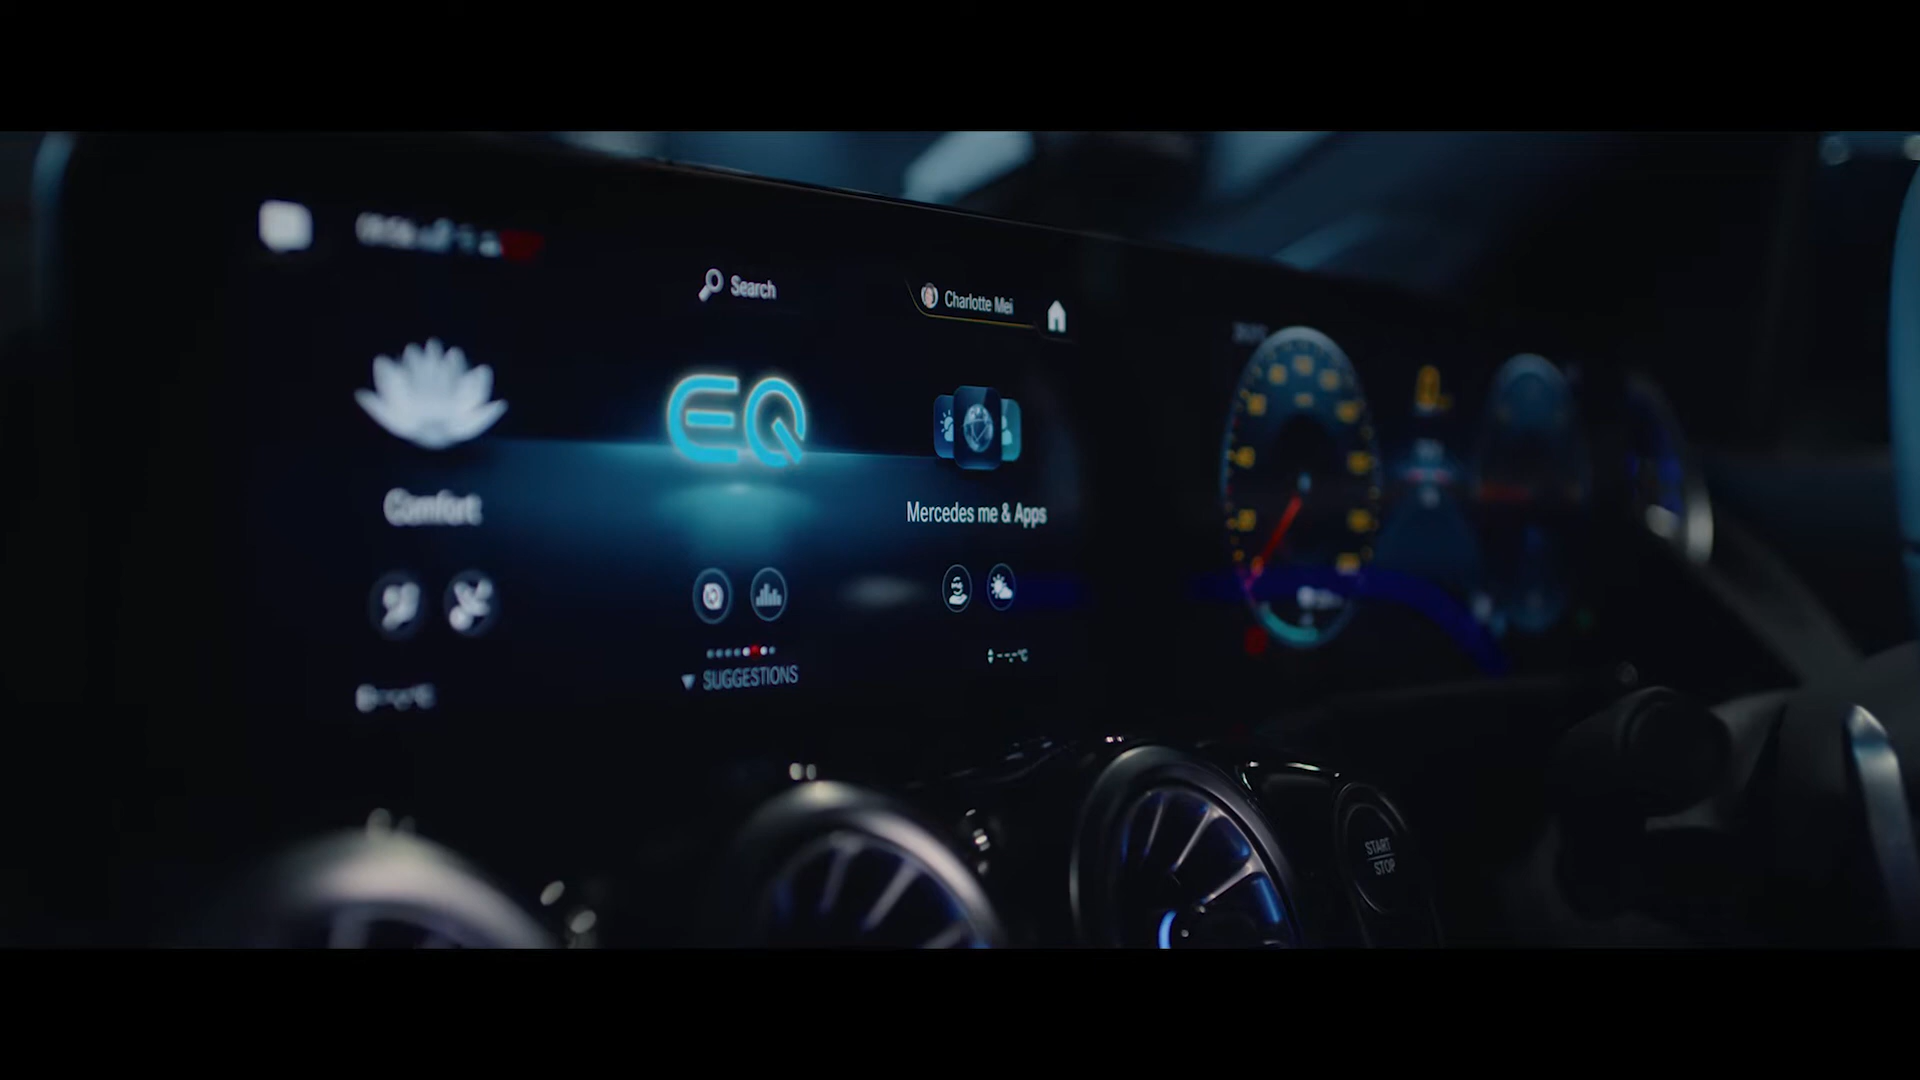 Search
Charlotte Mei
EQ
Comfort
Mercedes me & Apps
SUGGESTIONS
--,-°C
START
STOP